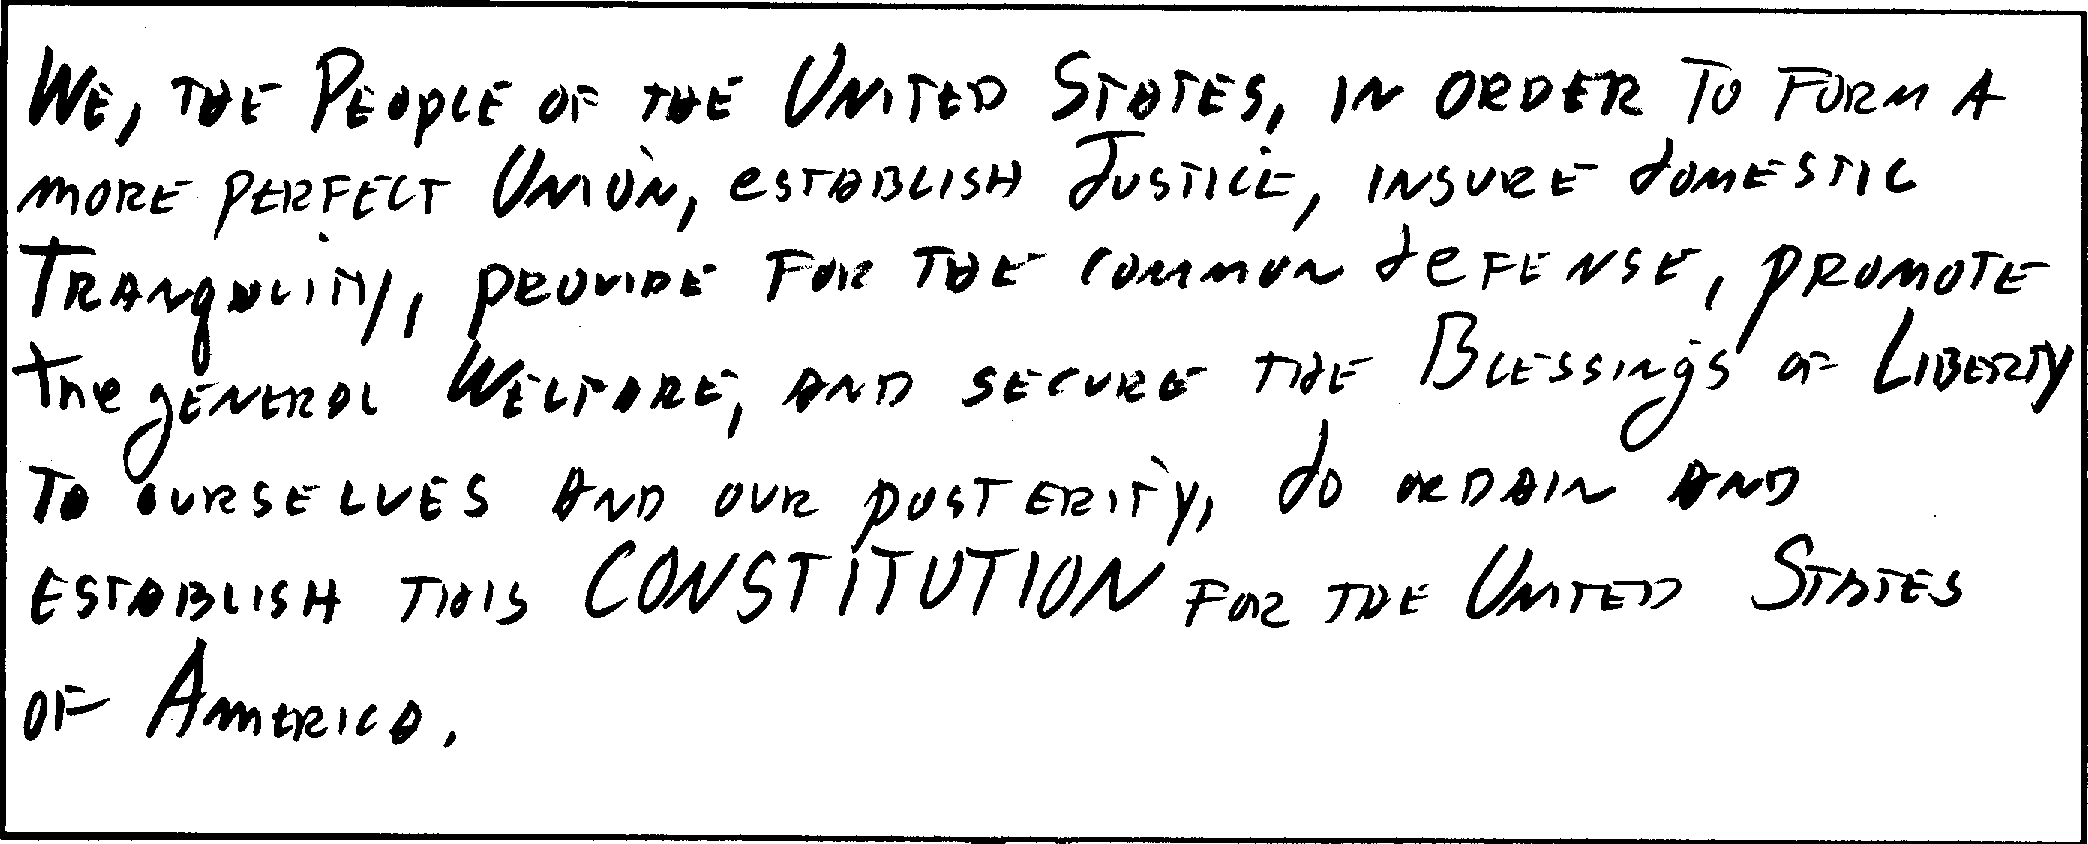 We, the People of the United States, in order to form a
more perfect Union, establish Justice, insure domestic
Tranquility, provide for the common defense, promote
the general Welfare, and secure the Blessings of Liberty
to ourselves and our posterity, do ordain and
establish this CONSTITUTION for the United States
of America.